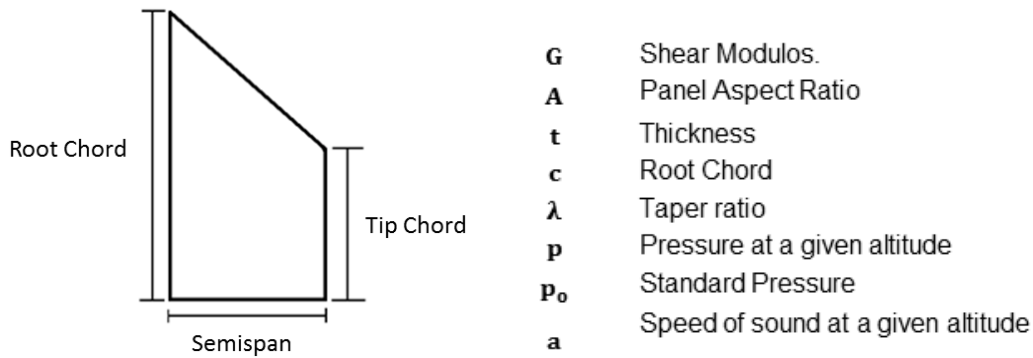 Root Chord
Tip Chord
Semispan
G Shear Modulos.
A Panel Aspect Ratio
t Thickness
c Root Chord
λ Taper ratio
p Pressure at a given altitude
p₀ Standard Pressure
a Speed of sound at a given altitude